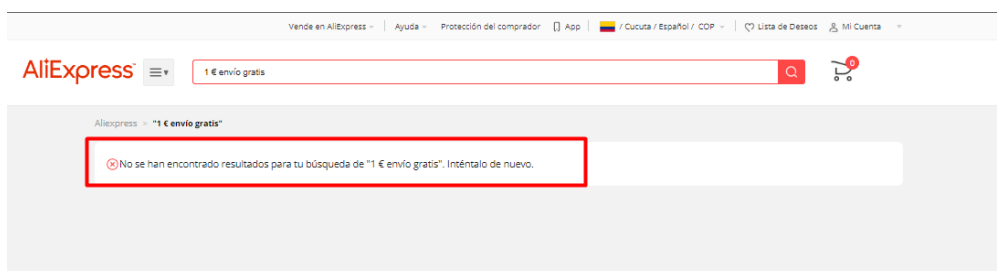 Vende en AliExpress Ayuda Protección del comprador App / Cucuta / Español / COP Lista de Deseos Mi Cuenta
AliExpress 1 € envío gratis 0
Aliexpress > "1 € envío gratis"
No se han encontrado resultados para tu búsqueda de "1 € envío gratis". Inténtalo de nuevo.